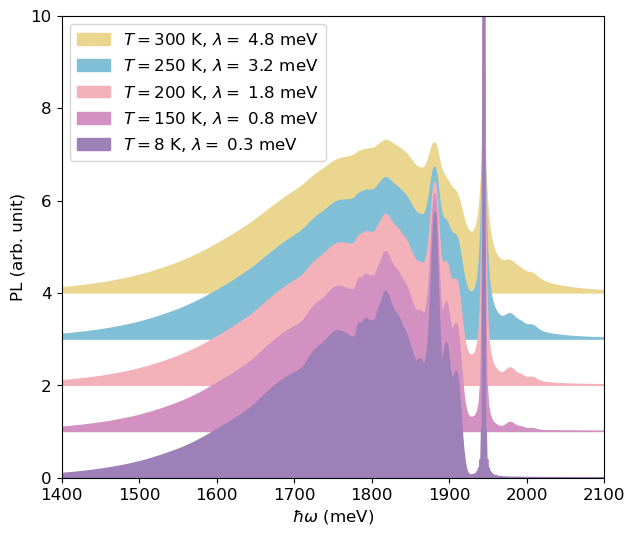 10
8
6
4
2
0
PL (arb. unit)
T = 300 K, λ = 4.8 meV
T = 250 K, λ = 3.2 meV
T = 200 K, λ = 1.8 meV
T = 150 K, λ = 0.8 meV
T = 8 K, λ = 0.3 meV
1400 1500 1600 1700 1800 1900 2000 2100
ℏω (meV)